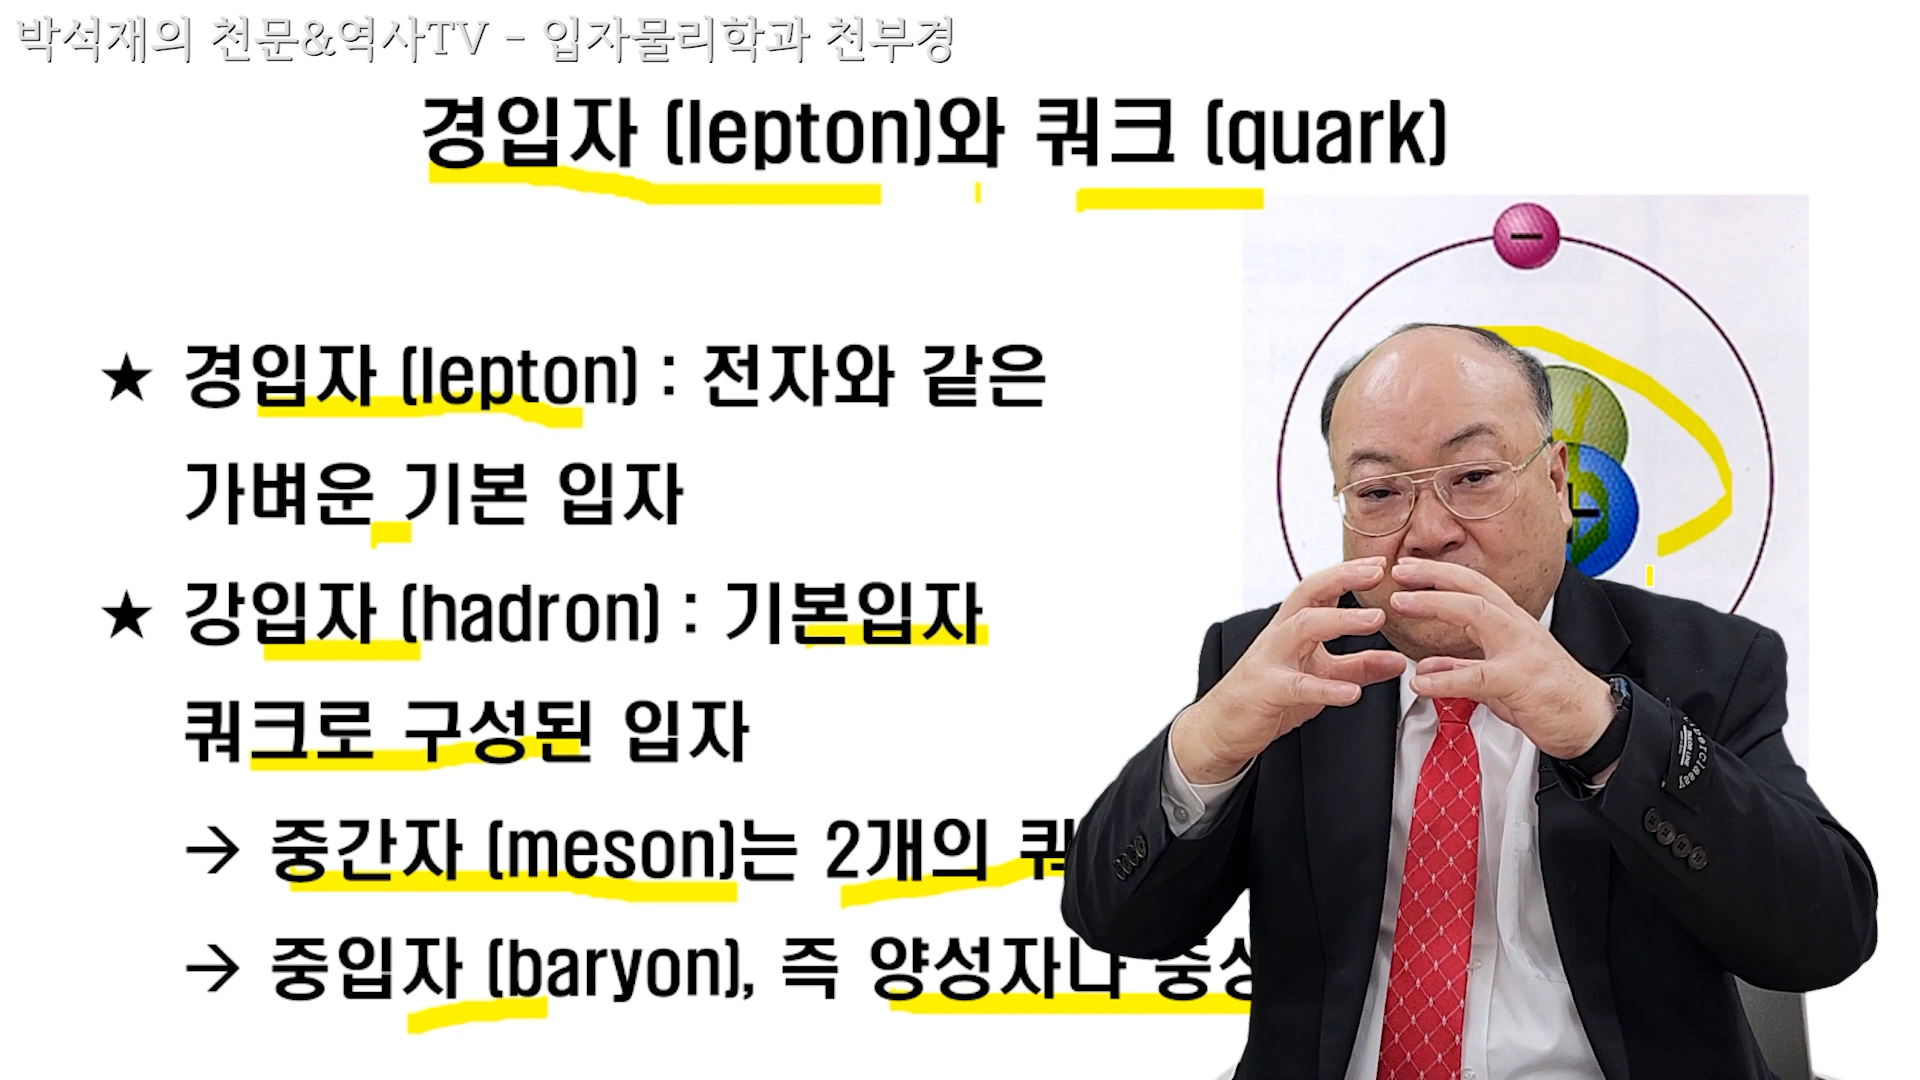 박석재의 천문&역사TV - 입자물리학과 천부경
경입자 (lepton)와 쿼크 (quark)
★ 경입자 (lepton) : 전자와 같은
가벼운 기본 입자
★ 강입자 (hadron) : 기본입자
쿼크로 구성된 입자
→ 중간자 (meson)는 2개의
→ 중입자 (baryon), 즉 양성자나